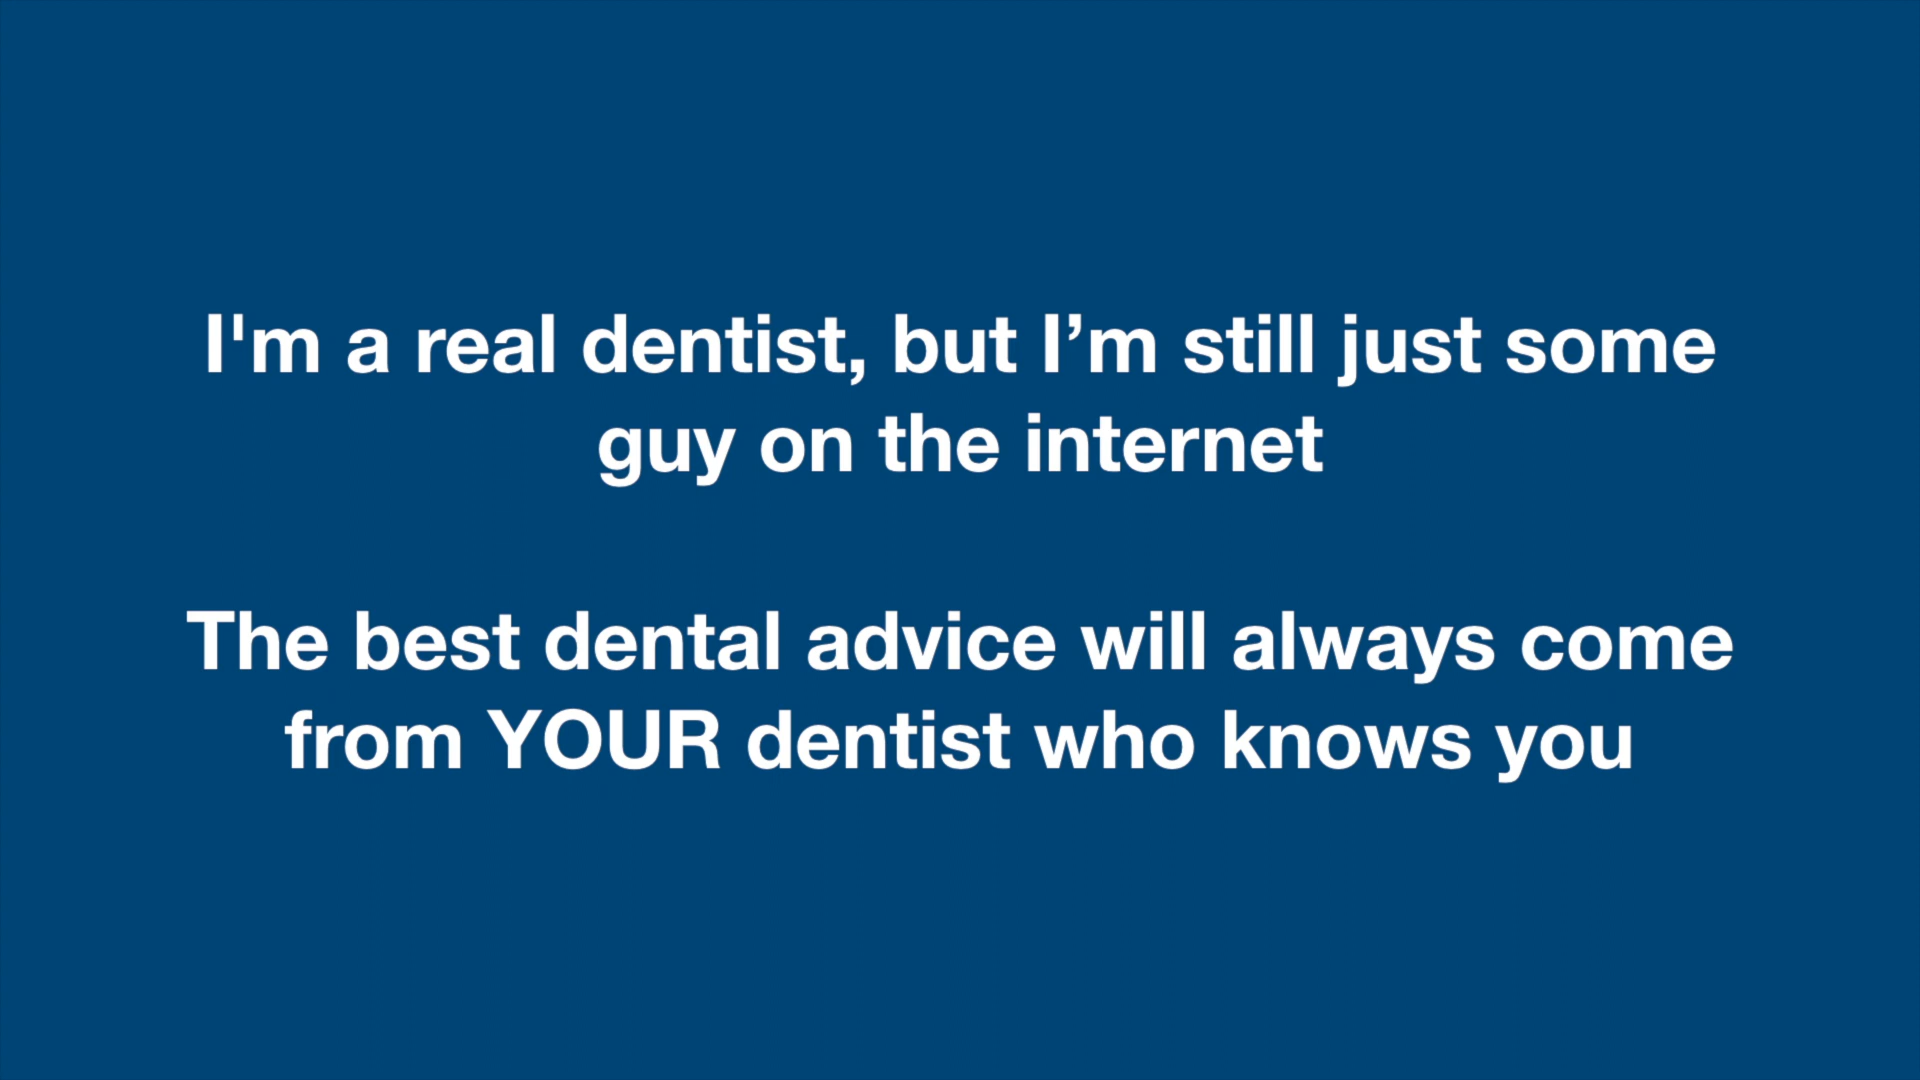 I'm a real dentist, but I’m still just some
guy on the internet
The best dental advice will always come
from YOUR dentist who knows you